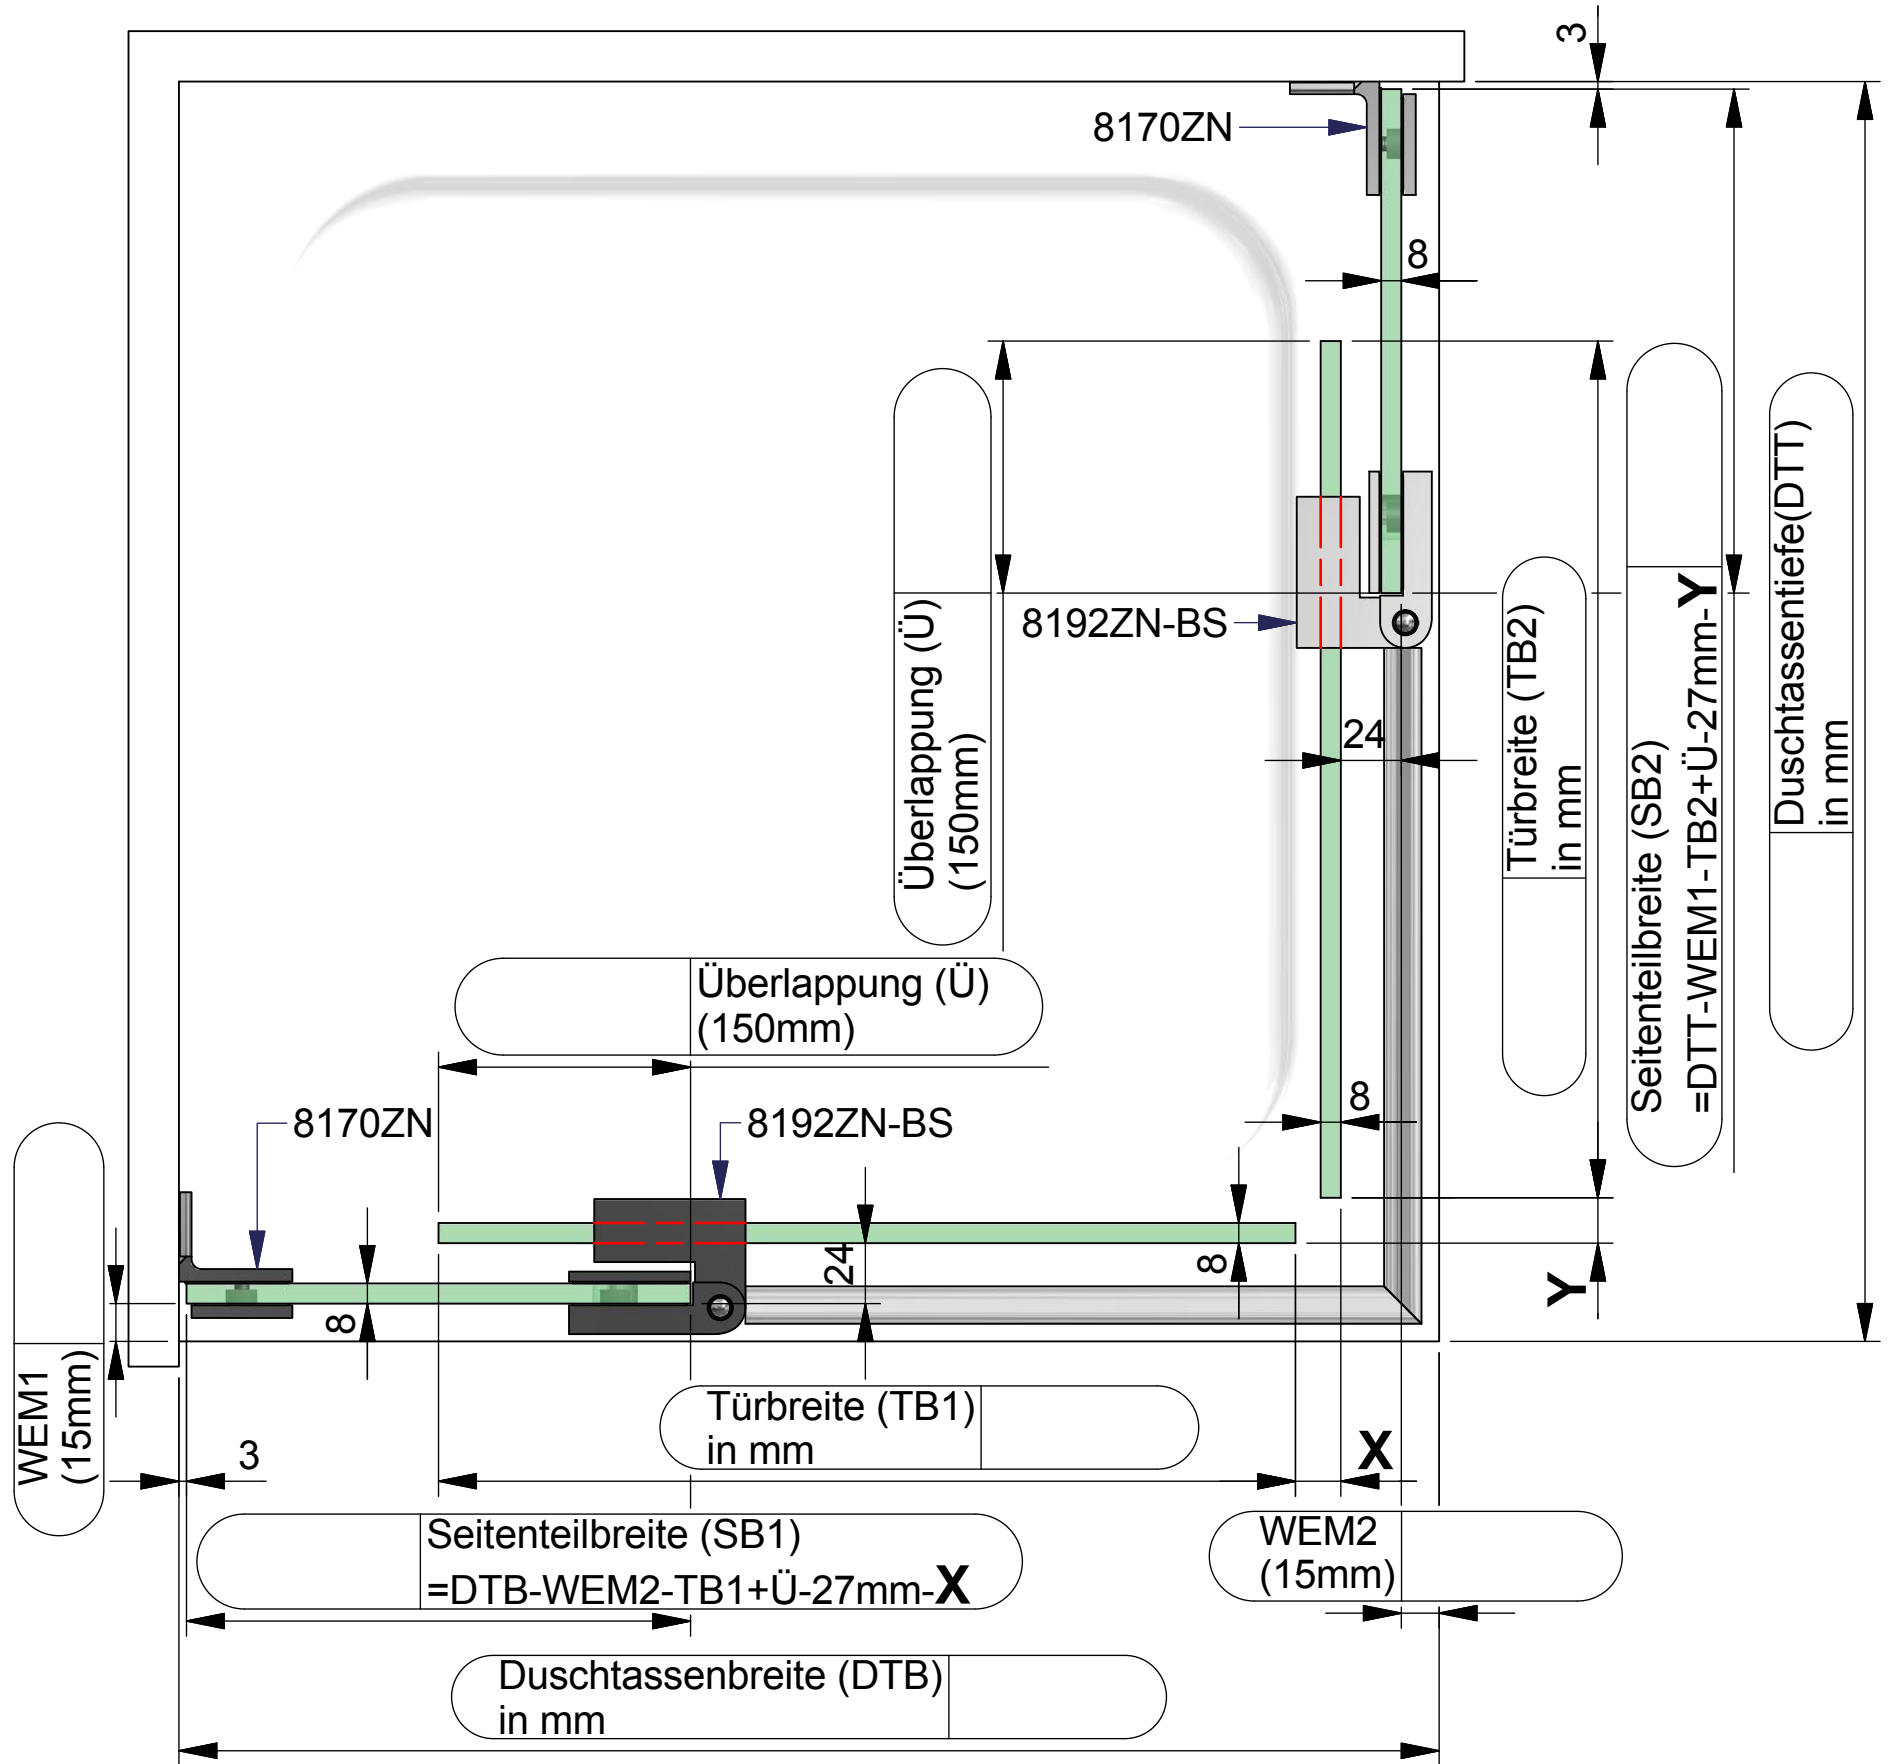 3
8170ZN
8
Überlappung (Ü)
(150mm)
8192ZN-BS
24
Türbreite (TB2)
in mm
Seitenteilbreite (SB2)
=DTT-WEM1-TB2+Ü-27mm-Y
Duschtassentiefe(DTT)
in mm
Überlappung (Ü)
(150mm)
8
8170ZN
8192ZN-BS
24
8
Y
8
WEM1
(15mm)
Türbreite (TB1)
in mm
X
3
Seitenteilbreite (SB1)
=DTB-WEM2-TB1+Ü-27mm-X
WEM2
(15mm)
Duschtassenbreite (DTB)
in mm